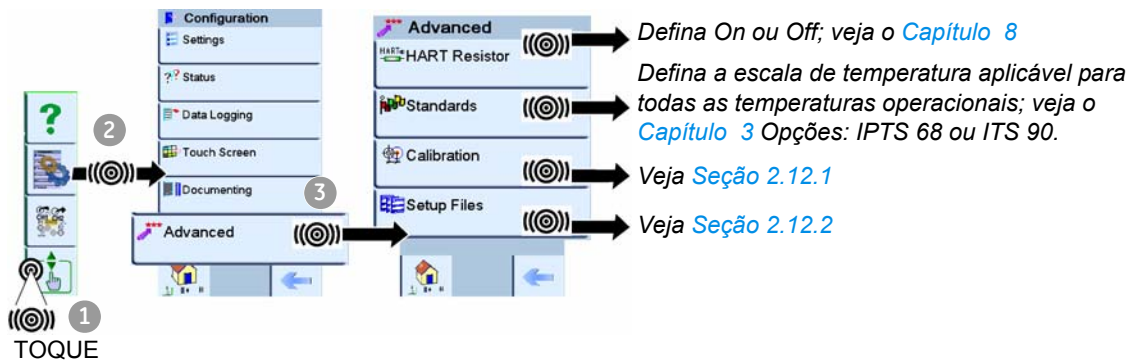 Configuration
Settings
?? Status
Data Logging
Touch Screen
Documenting
Advanced
?
2
3
1
TOQUE
Advanced
HART HART Resistor
Standards
Calibration
Setup Files
Defina On ou Off; veja o Capítulo 8
Defina a escala de temperatura aplicável para
todas as temperaturas operacionais; veja o
Capítulo 3 Opções: IPTS 68 ou ITS 90.
Veja Seção 2.12.1
Veja Seção 2.12.2